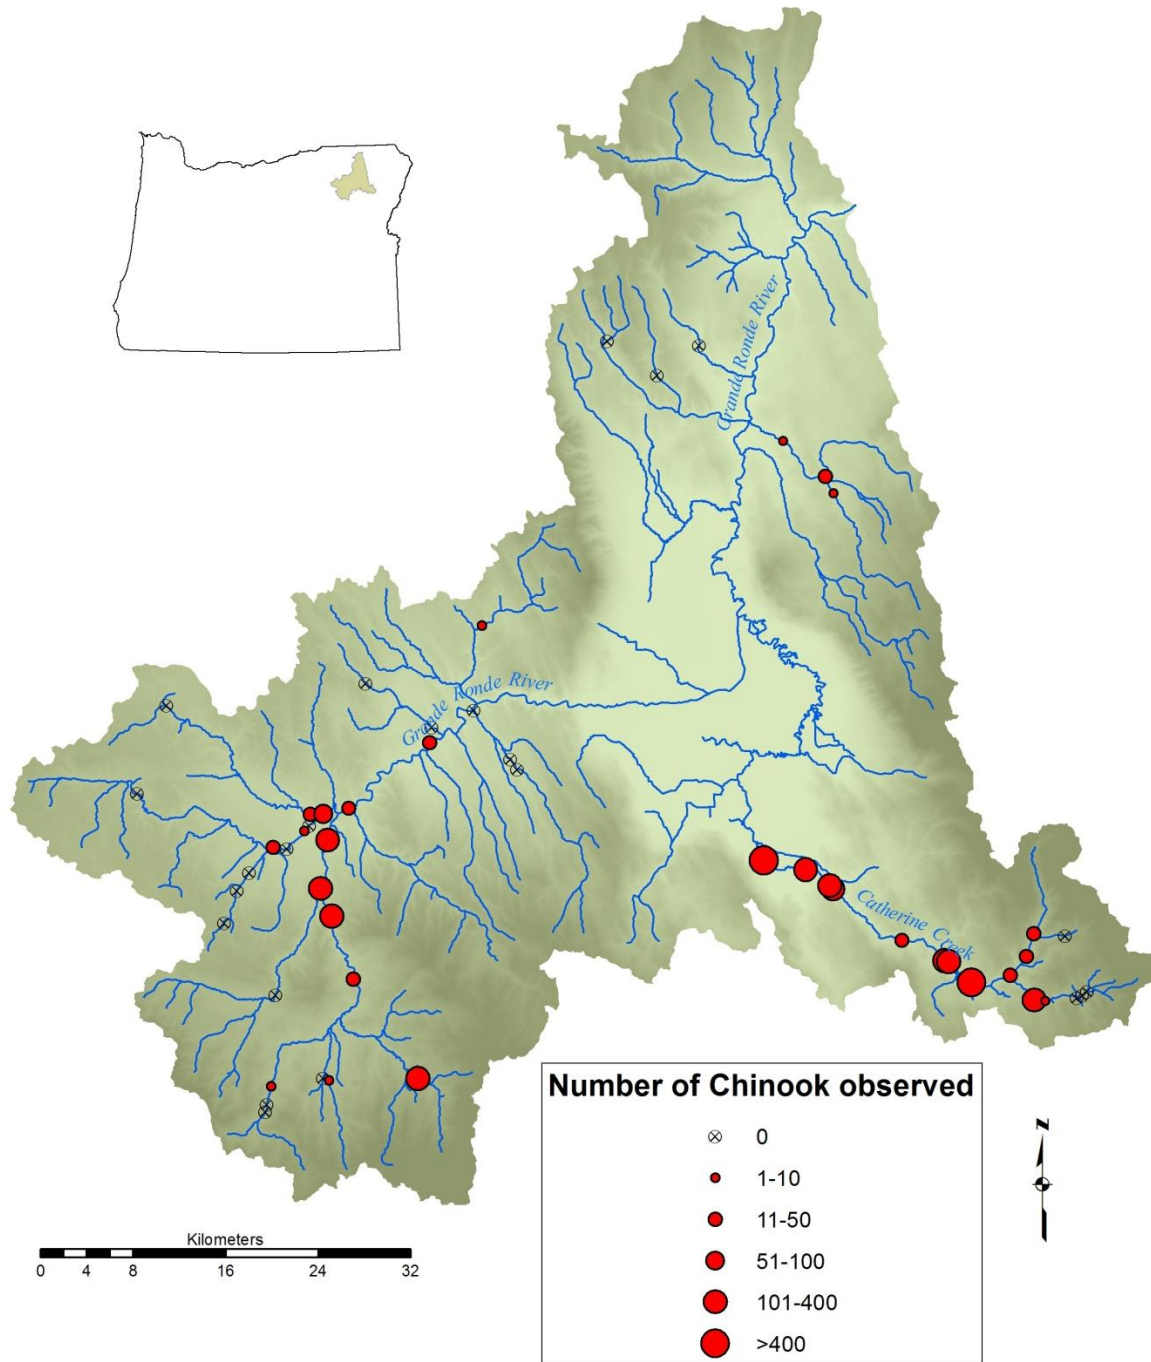 Grande Ronde River
Grande Ronde River
Catherine Creek
Number of Chinook observed
0
1-10
11-50
51-100
101-400
>400
Kilometers
0 4 8 16 24 32
N